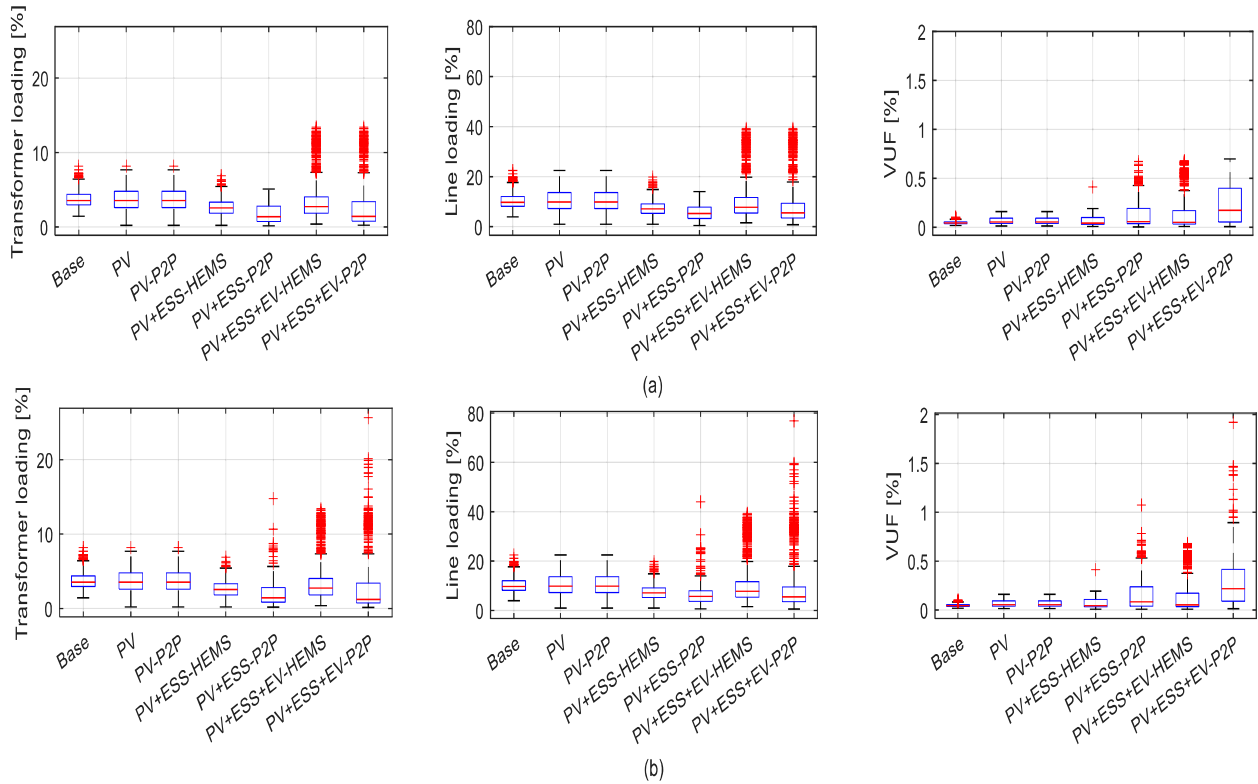 Transformer loading [%]
20
10
0
Base
PV
PV-P2P
PV+ESS-HEMS
PV+ESS-P2P
PV+ESS+EV-HEMS
PV+ESS+EV-P2P
Line loading [%]
80
60
40
20
0
Base
PV
PV-P2P
PV+ESS-HEMS
PV+ESS-P2P
PV+ESS+EV-HEMS
PV+ESS+EV-P2P
VUF [%]
2
1.5
1
0.5
0
Base
PV
PV-P2P
PV+ESS-HEMS
PV+ESS-P2P
PV+ESS+EV-HEMS
PV+ESS+EV-P2P
(a)
Transformer loading [%]
20
10
0
Base
PV
PV-P2P
PV+ESS-HEMS
PV+ESS-P2P
PV+ESS+EV-HEMS
PV+ESS+EV-P2P
Line loading [%]
80
60
40
20
0
Base
PV
PV-P2P
PV+ESS-HEMS
PV+ESS-P2P
PV+ESS+EV-HEMS
PV+ESS+EV-P2P
VUF [%]
2
1.5
1
0.5
0
Base
PV
PV-P2P
PV+ESS-HEMS
PV+ESS-P2P
PV+ESS+EV-HEMS
PV+ESS+EV-P2P
(b)